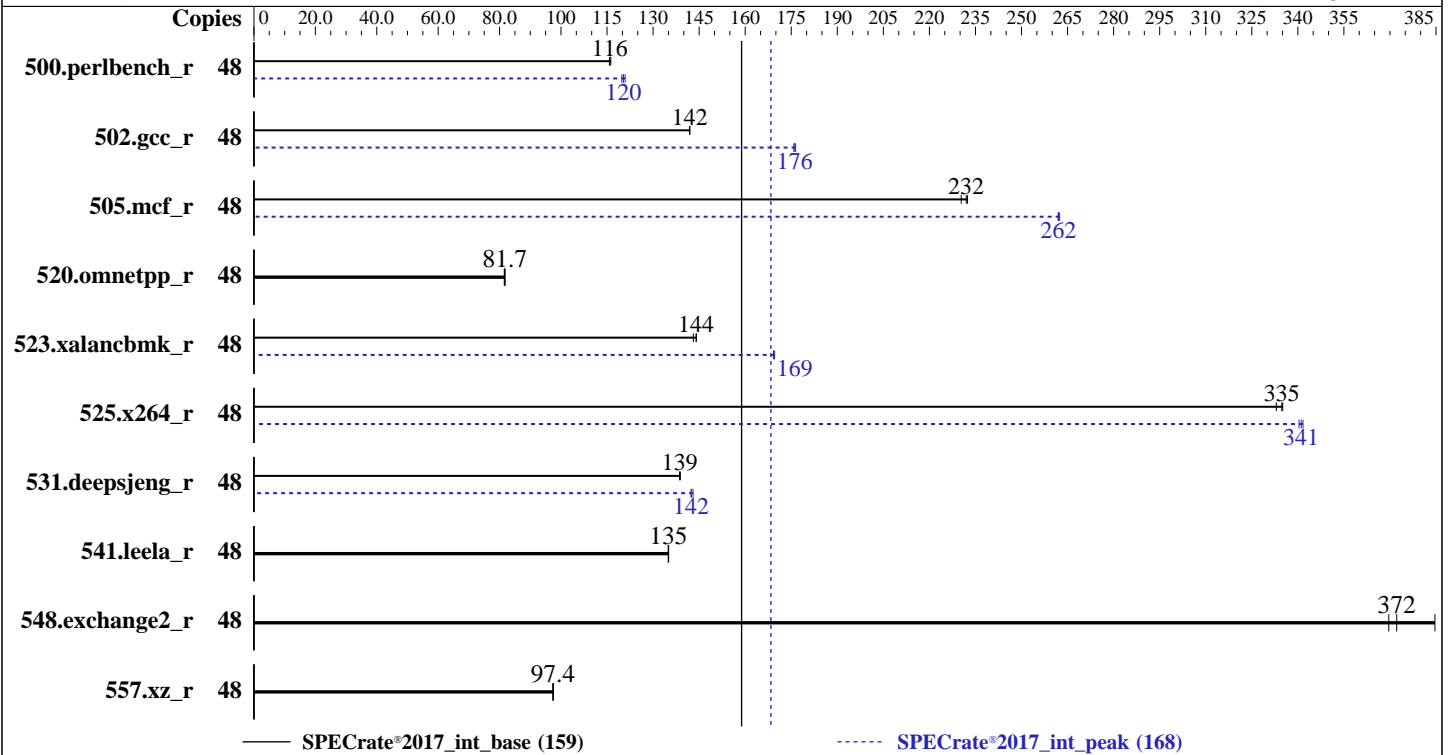 Copies 0 20.0 40.0 60.0 80.0 100 115 130 145 160 175 190 205 220 235 250 265 280 295 310 325 340 355 385
500.perlbench_r 48 116
120
502.gcc_r 48 142
176
505.mcf_r 48 232
262
520.omnetpp_r 48 81.7
523.xalancbmk_r 48 144
169
525.x264_r 48 335
341
531.deepsjeng_r 48 139
142
541.leela_r 48 135
548.exchange2_r 48 372
557.xz_r 48 97.4
SPECrate®2017_int_base (159) SPECrate®2017_int_peak (168)